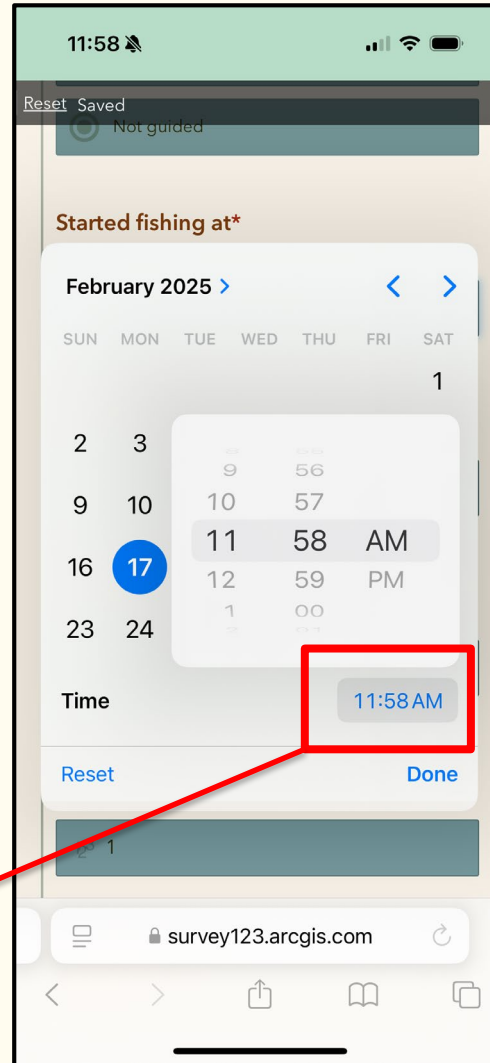 11:58
Reset Saved
Not guided
Started fishing at*
February 2025 >
SUN MON TUE WED THU FRI SAT
1
2 3
9 10
16 17
23 24
9 56
10 57
11 58 AM
12 59 PM
1 00
Time 11:58 AM
Reset Done
1
survey123.arcgis.com